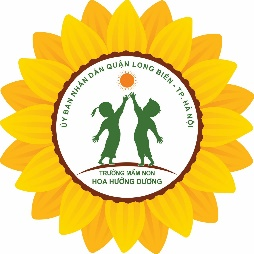 ỦY BAN NHÂN DÂN QUẬN LONG BIÊN - TP. HÀ NỘI
TRƯỜNG MẦM NON
HOA HƯỚNG DƯƠNG